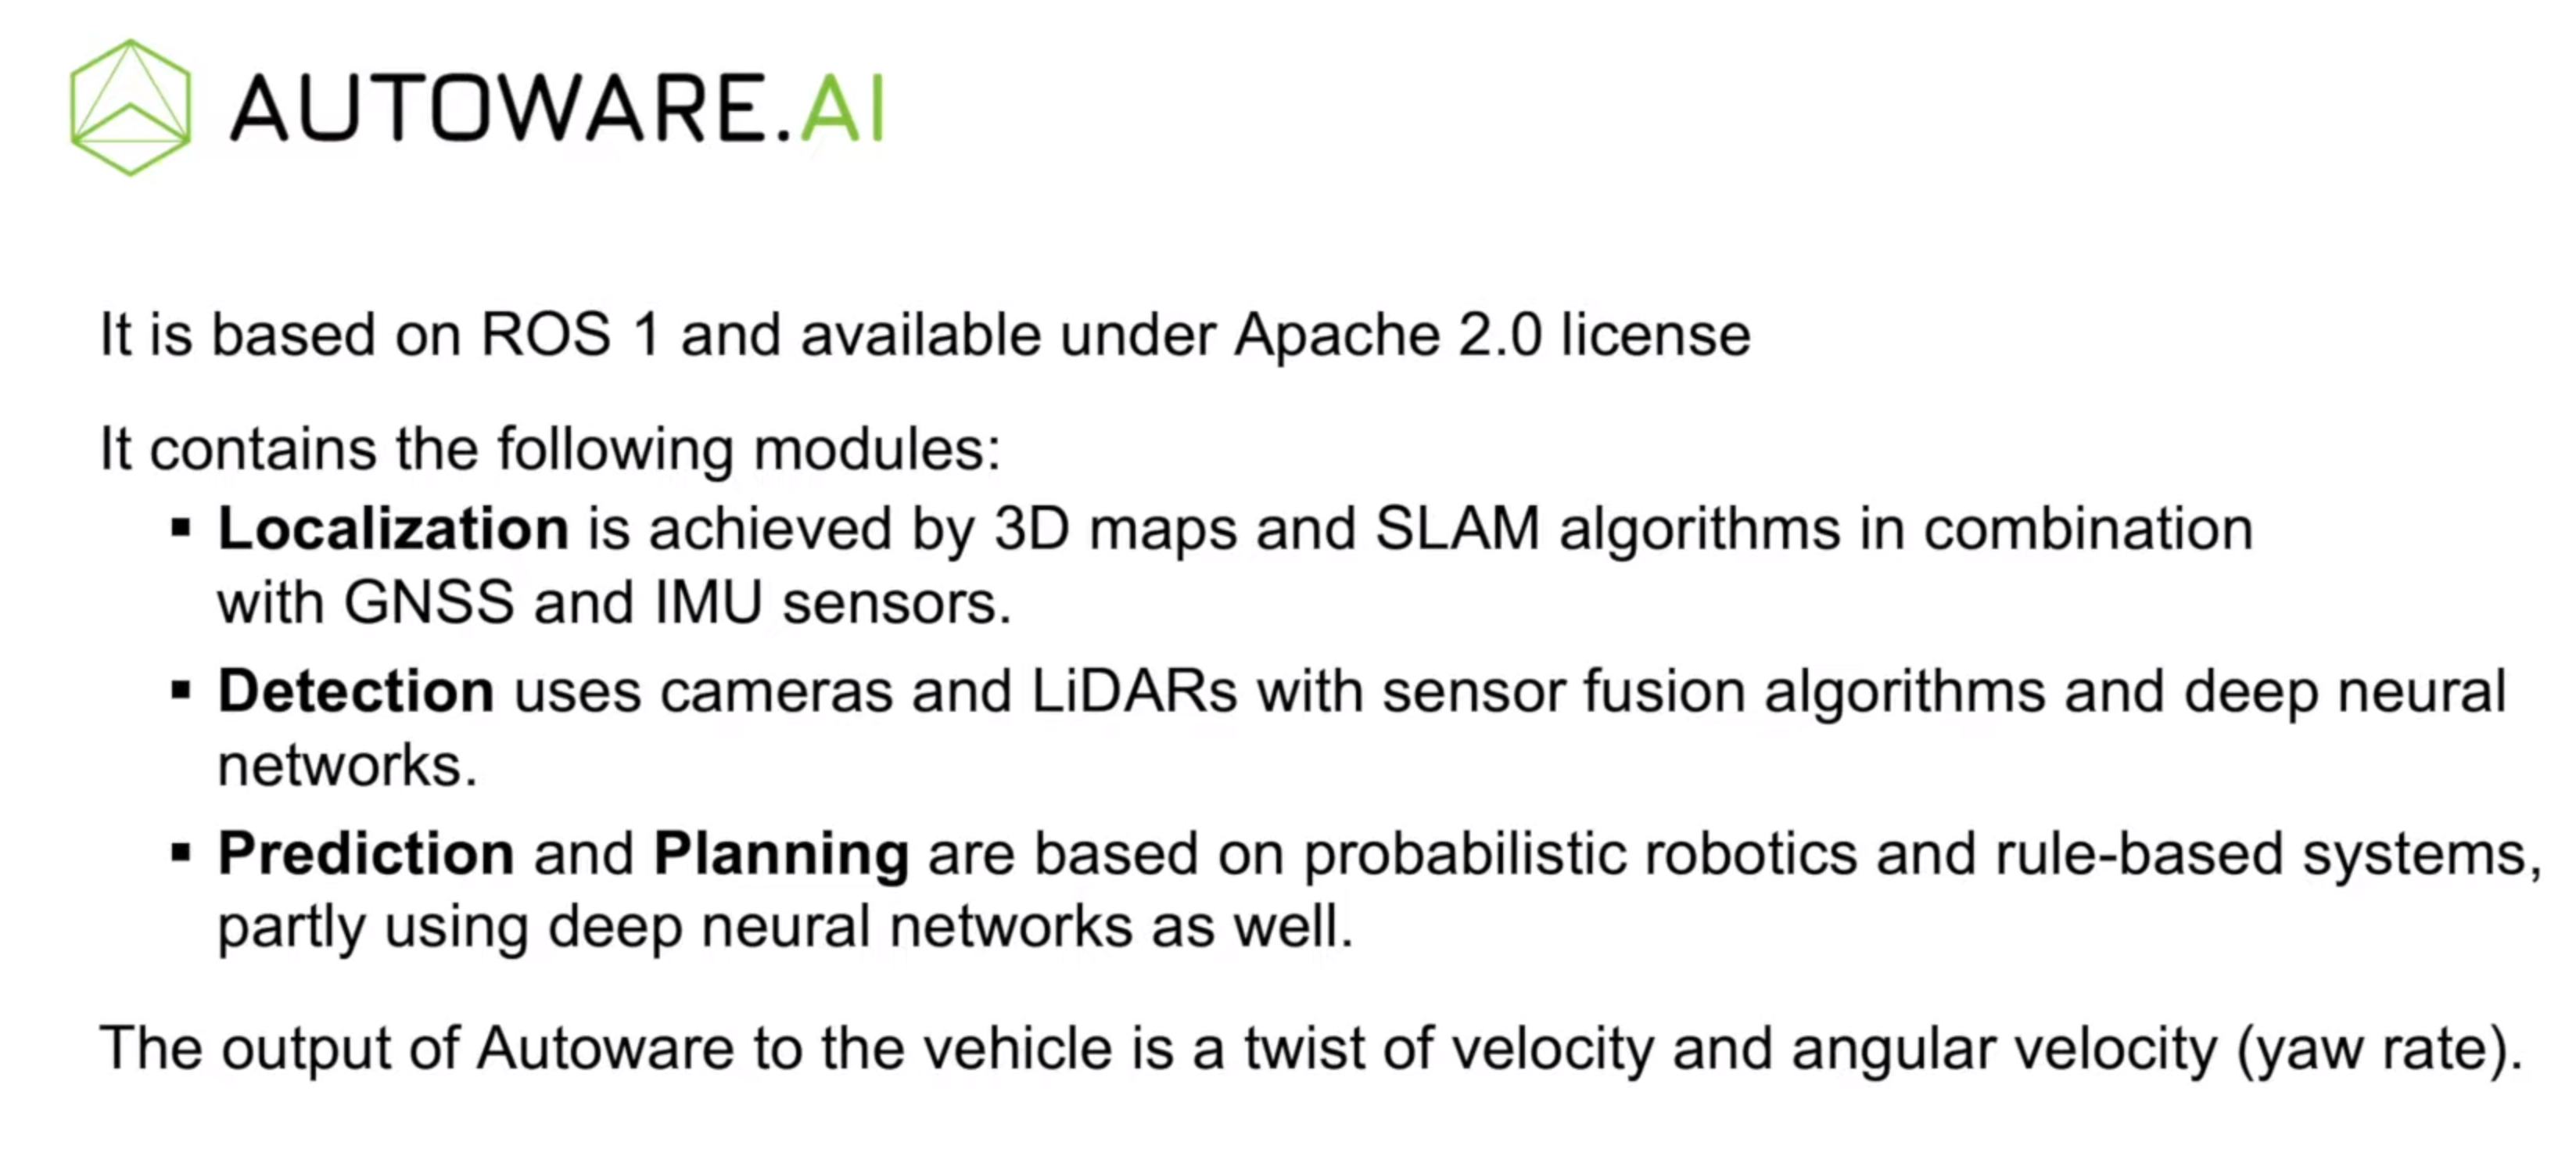 AUTOWARE.AI
It is based on ROS 1 and available under Apache 2.0 license
It contains the following modules:
▪ Localization is achieved by 3D maps and SLAM algorithms in combination
with GNSS and IMU sensors.
▪ Detection uses cameras and LiDARs with sensor fusion algorithms and deep neural
networks.
▪ Prediction and Planning are based on probabilistic robotics and rule-based systems,
partly using deep neural networks as well.
The output of Autoware to the vehicle is a twist of velocity and angular velocity (yaw rate).